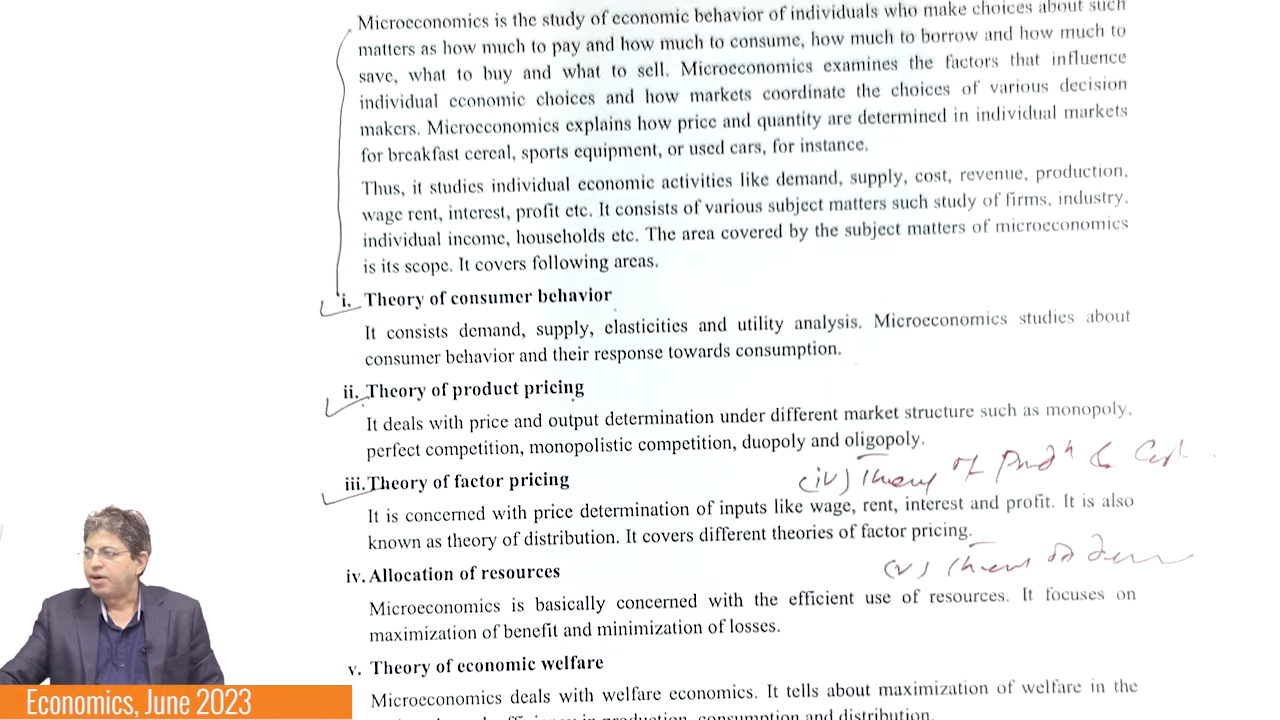 Microeconomics is the study of economic behavior of individuals who make choices about such
matters as how much to pay and how much to consume, how much to borrow and how much to
save, what to buy and what to sell. Microeconomics examines the factors that influence
individual economic choices and how markets coordinate the choices of various decision
makers. Microeconomics explains how price and quantity are determined in individual markets
for breakfast cereal, sports equipment, or used cars, for instance.
Thus, it studies individual economic activities like demand, supply, cost, revenue, production,
wage rent, interest, profit etc. It consists of various subject matters such study of firms, industry,
individual income, households etc. The area covered by the subject matters of microeconomics
is its scope. It covers following areas.
i. Theory of consumer behavior
It consists demand, supply, elasticities and utility analysis. Microeconomics studies about
consumer behavior and their response towards consumption.
ii. Theory of product pricing
It deals with price and output determination under different market structure such as monopoly,
perfect competition, monopolistic competition, duopoly and oligopoly.
(iv) Theory of
iii. Theory of factor pricing
It is concerned with price determination of inputs like wage, rent, interest and profit. It is also
known as theory of distribution. It covers different theories of factor pricing.
(v)
iv. Allocation of resources
Microeconomics is basically concerned with the efficient use of resources. It focuses on
maximization of benefit and minimization of losses.
v. Theory of economic welfare
Microeconomics deals with welfare economics. It tells about maximization of welfare in the
in production, consumption and distribution.
Economics, June 2023